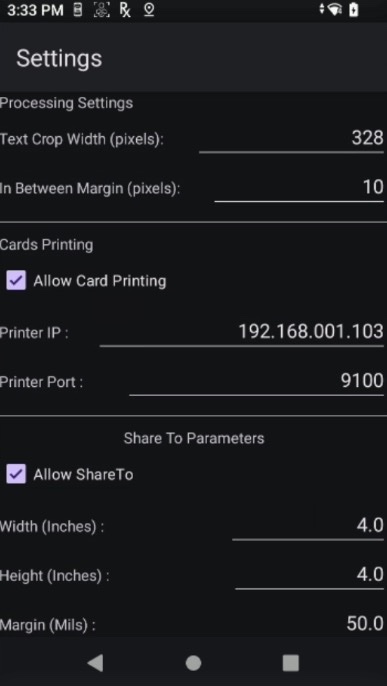 3:33 PM
Settings
Processing Settings
Text Crop Width (pixels): 328
In Between Margin (pixels): 10
Cards Printing
Allow Card Printing
Printer IP : 192.168.001.103
Printer Port : 9100
Share To Parameters
Allow ShareTo
Width (Inches) : 4.0
Height (Inches) : 4.0
Margin (Mils) : 50.0